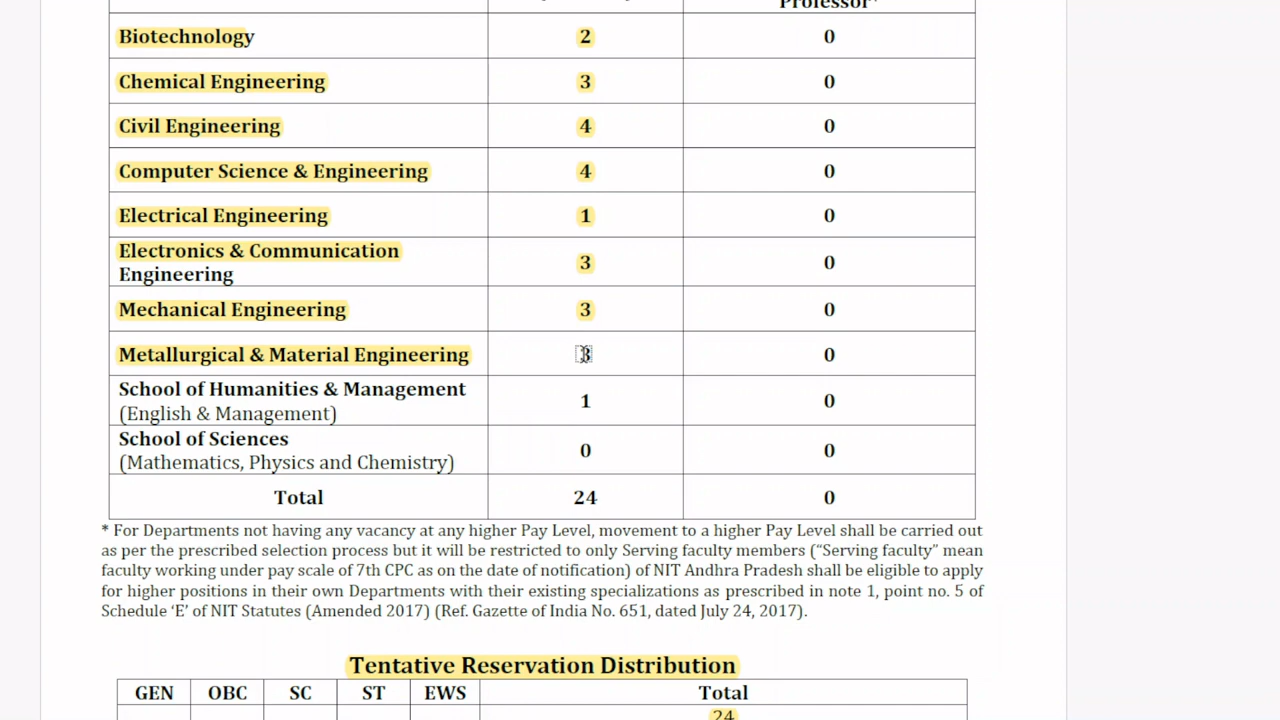 Professor*
Biotechnology 2 0
Chemical Engineering 3 0
Civil Engineering 4 0
Computer Science & Engineering 4 0
Electrical Engineering 1 0
Electronics & Communication
Engineering 3 0
Mechanical Engineering 3 0
Metallurgical & Material Engineering 3 0
School of Humanities & Management
(English & Management) 1 0
School of Sciences
(Mathematics, Physics and Chemistry) 0 0
Total 24 0
* For Departments not having any vacancy at any higher Pay Level, movement to a higher Pay Level shall be carried out
as per the prescribed selection process but it will be restricted to only Serving faculty members (“Serving faculty” mean
faculty working under pay scale of 7th CPC as on the date of notification) of NIT Andhra Pradesh shall be eligible to apply
for higher positions in their own Departments with their existing specializations as prescribed in note 1, point no. 5 of
Schedule ‘E’ of NIT Statutes (Amended 2017) (Ref. Gazette of India No. 651, dated July 24, 2017).
Tentative Reservation Distribution
GEN OBC SC ST EWS Total
24